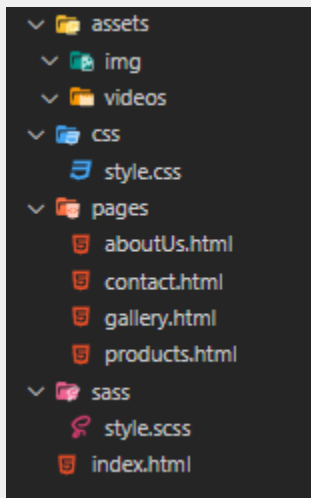 assets
img
videos
css
style.css
pages
aboutUs.html
contact.html
gallery.html
products.html
sass
style.scss
index.html